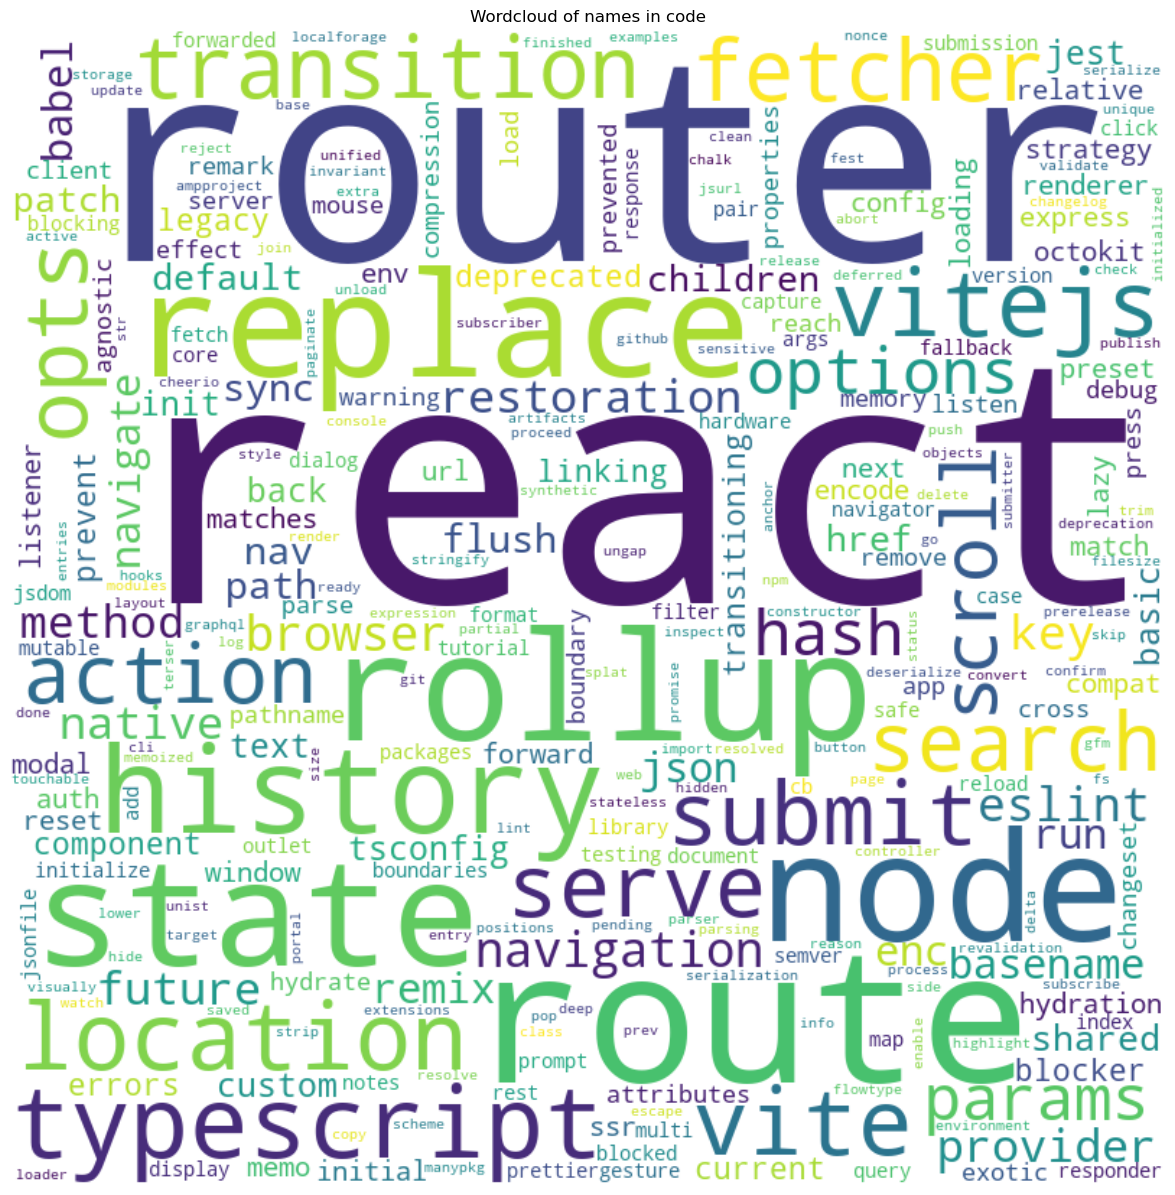 Wordcloud of names in code
transition
fetcher
router
react
replace
rollup
history
state
node
route
typescript
vite
vitejs
location
action
serve
submit
search
scroll
options
opts
restoration
navigation
browser
method
hash
params
provider
basename
future
remix
eslint
json
key
enc
run
shared
custom
initial
current
native
navigate
default
deprecated
children
babel
forwarded
localforage
finished
examples
nonce
submission
jest
serialize
relative
storage
update
base
load
compression
prevented
response
properties
clean
chalk
jsurl
pair
fest
abort
config
loading
unique
click
strategy
validate
renderer
changelog
express
octokit
initialized
client
patch
blocking
active
reject
remark
ampproject
server
legacy
effect
join
unified
invariant
extra
mouse
env
unload
subscriber
github
sensitive
release
capture
reach
args
deferred
version
check
publish
fallback
preset
debug
agnostic
str
fetch
core
cheerio
paginate
init
sync
warning
console
artifacts
proceed
hardware
memory
listen
push
press
objects
submitter
lazy
trim
deprecation
match
filesize
listener
entries
prevent
style
dialog
back
matches
render
nav
path
ready
url
linking
synthetic
flush
stringify
ungap
transitioning
anchor
npm
next
encode
delete
navigator
href
go
remove
jsdom
hooks
modules
layout
parse
expression
format
partial
tutorial
filter
inspect
constructor
status
case
prerelease
skip
basic
mutable
graphql
log
terser
git
boundary
splat
promise
deserialize
convert
confirm
app
compat
done
pathname
safe
cross
modal
touchable
cli
memoized
text
size
packages
forward
import
resolved
button
web
hidden
stateless
cb
page
reload
gfm
fs
auth
add
reset
component
outlet
tsconfig
lint
library
testing
document
controller
changeset
initialize
window
boundaries
jsonfile
lower
unist
target
portal
entry
positions
pending
parser
parsing
semver
reason
delta
revalidation
process
subscribe
hide
visually
watch
saved
hydrate
strip
extensions
serialization
side
hydration
index
deep
pop
class
prev
info
map
enable
highlight
blocker
prompt
errors
notes
resolve
rest
attributes
escape
flowtype
environment
loader
display
memo
copy
scheme
manypkg
ssr
multi
blocked
prettier
gesture
query
exotic
responder